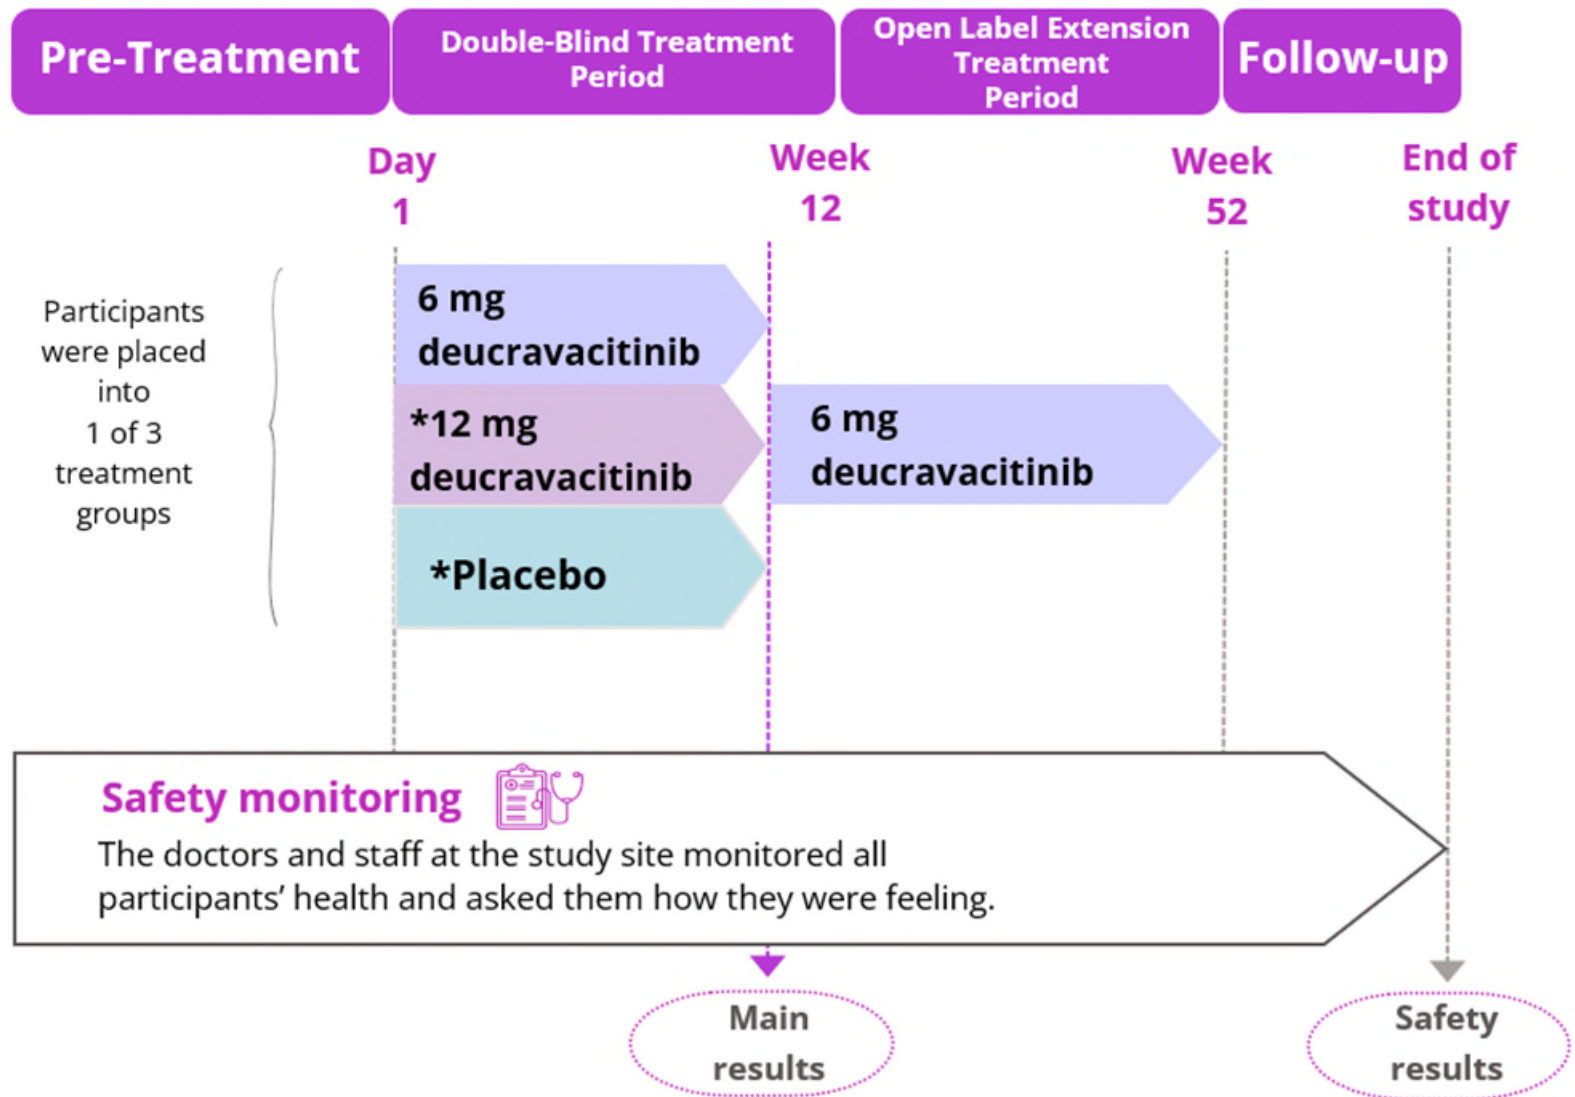 Pre-Treatment
Double-Blind Treatment
Period
Open Label Extension
Treatment
Period
Follow-up
Day
1
Week
12
Week
52
End of
study
Participants
were placed
into
1 of 3
treatment
groups
6 mg
deucravacitinib
*12 mg
deucravacitinib
*Placebo
6 mg
deucravacitinib
Safety monitoring
The doctors and staff at the study site monitored all
participants’ health and asked them how they were feeling.
Main
results
Safety
results